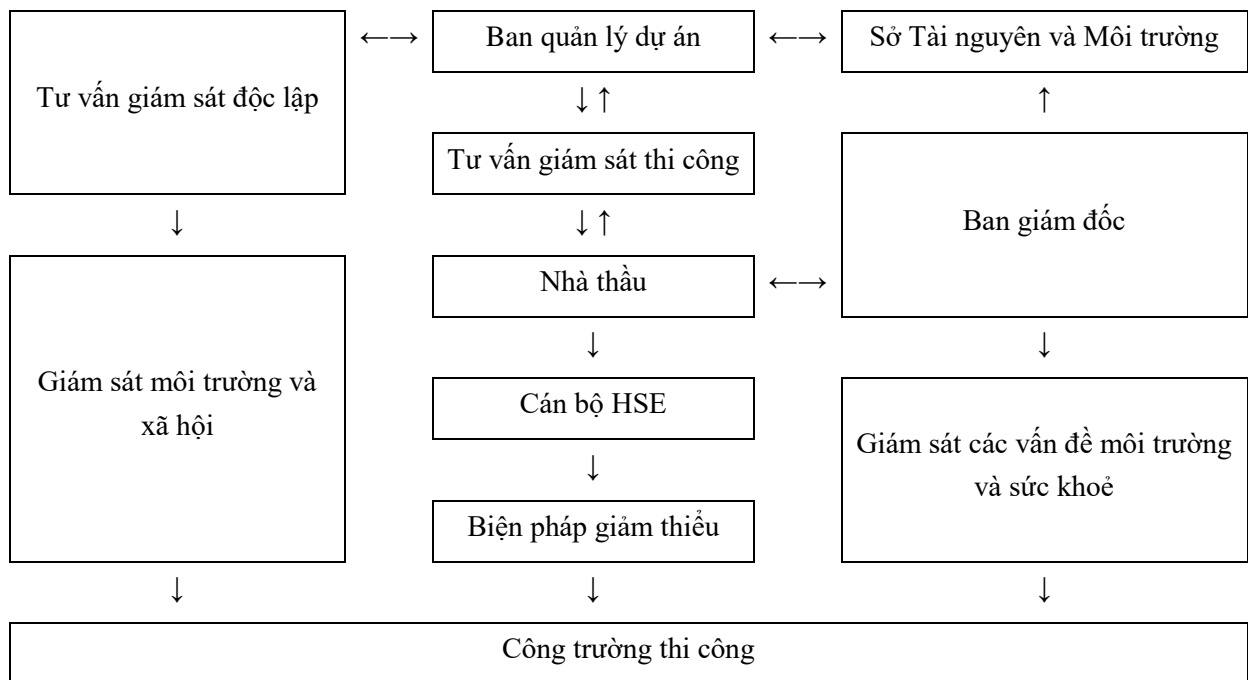 Tư vấn giám sát độc lập
←→
Ban quản lý dự án
←→
Sở Tài nguyên và Môi trường
↓↑
↑
Tư vấn giám sát thi công
Ban giám đốc
↓
↓↑
Giám sát môi trường và
xã hội
Nhà thầu
←→
↓
↓
Cán bộ HSE
Giám sát các vấn đề môi trường
và sức khoẻ
↓
Biện pháp giảm thiểu
↓
↓
↓
Công trường thi công